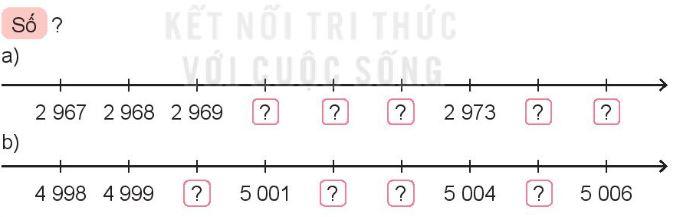 Số ?
KẾT NỐI TRI THỨC
VỚI CUỘC SỐNG
a)
2 967 2 968 2 969 ? ? ? 2 973 ? ?
b)
4 998 4 999 ? 5 001 ? ? 5 004 ? 5 006